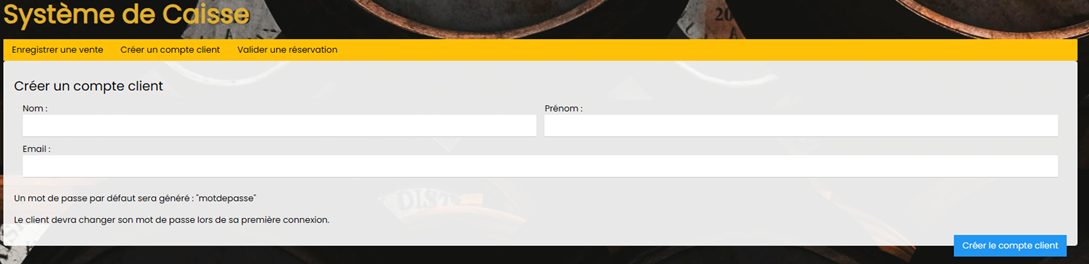 Système de Caisse
Enregistrer une vente Créer un compte client Valider une réservation
Créer un compte client
Nom : Prénom :
Email :
Un mot de passe par défaut sera généré : "motdepasse"
Le client devra changer son mot de passe lors de sa première connexion.
Créer le compte client